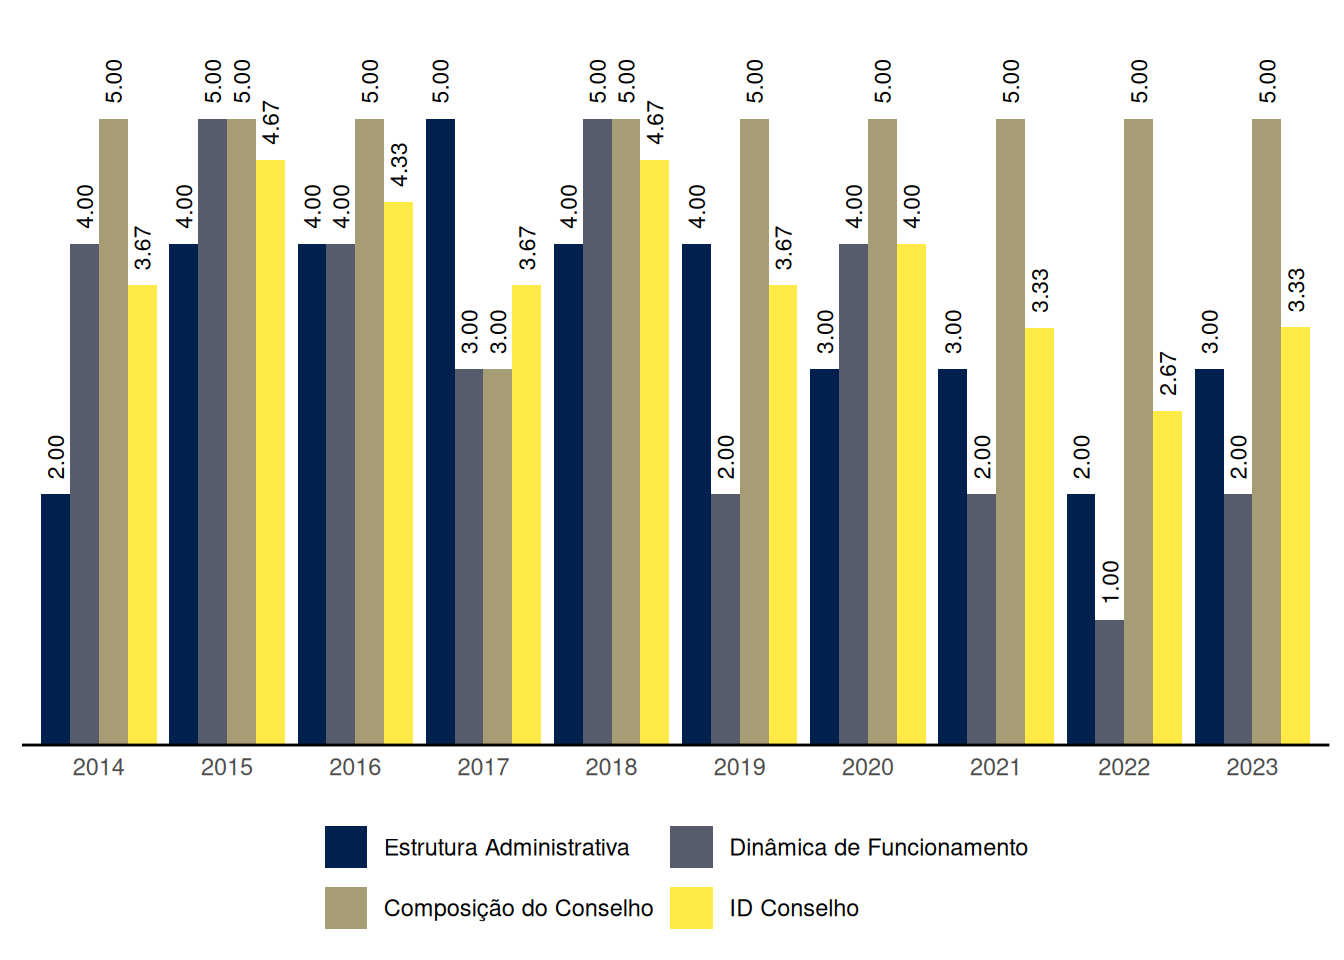 2.00 4.00 5.00 3.67 4.00 5.00 5.00 4.67 4.00 4.00 5.00 4.33 5.00 3.00 3.00 3.67 4.00 5.00 5.00 4.67 4.00 2.00 5.00 3.67 3.00 4.00 5.00 4.00 3.00 2.00 5.00 3.33 2.00 1.00 5.00 2.67 3.00 2.00 5.00 3.33
2014 2015 2016 2017 2018 2019 2020 2021 2022 2023
Estrutura Administrativa Dinâmica de Funcionamento
Composição do Conselho ID Conselho